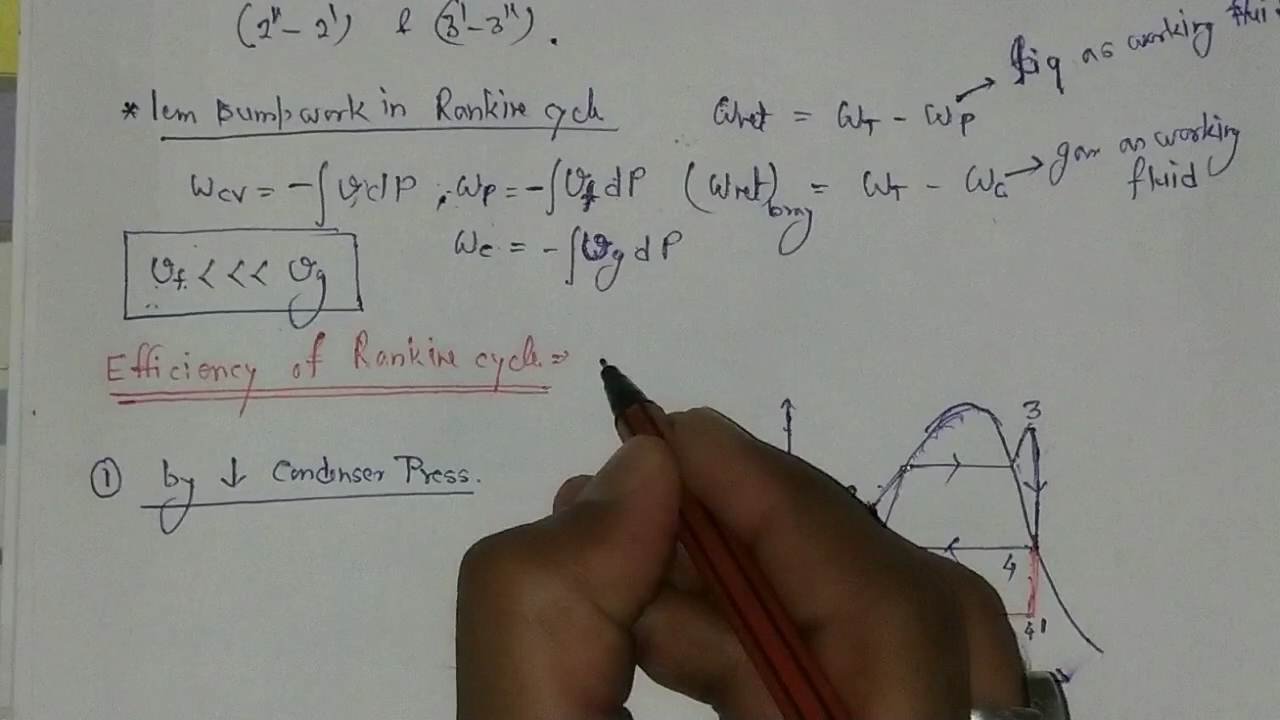 (2" - 2') & (3' - 3").
* less Pump work in Rankine cycle
Wnet = WT - WP → liq as working flui
Wcv = -∫vdP ; wP = -∫vf dP
(Wnet)bray = WT - WC → gas as working fluid
vf <<< vg
Wc = -∫vg dP
Efficiency of Rankine cycle ⇒
① by ↓ Condenser Press.
3
4
4'